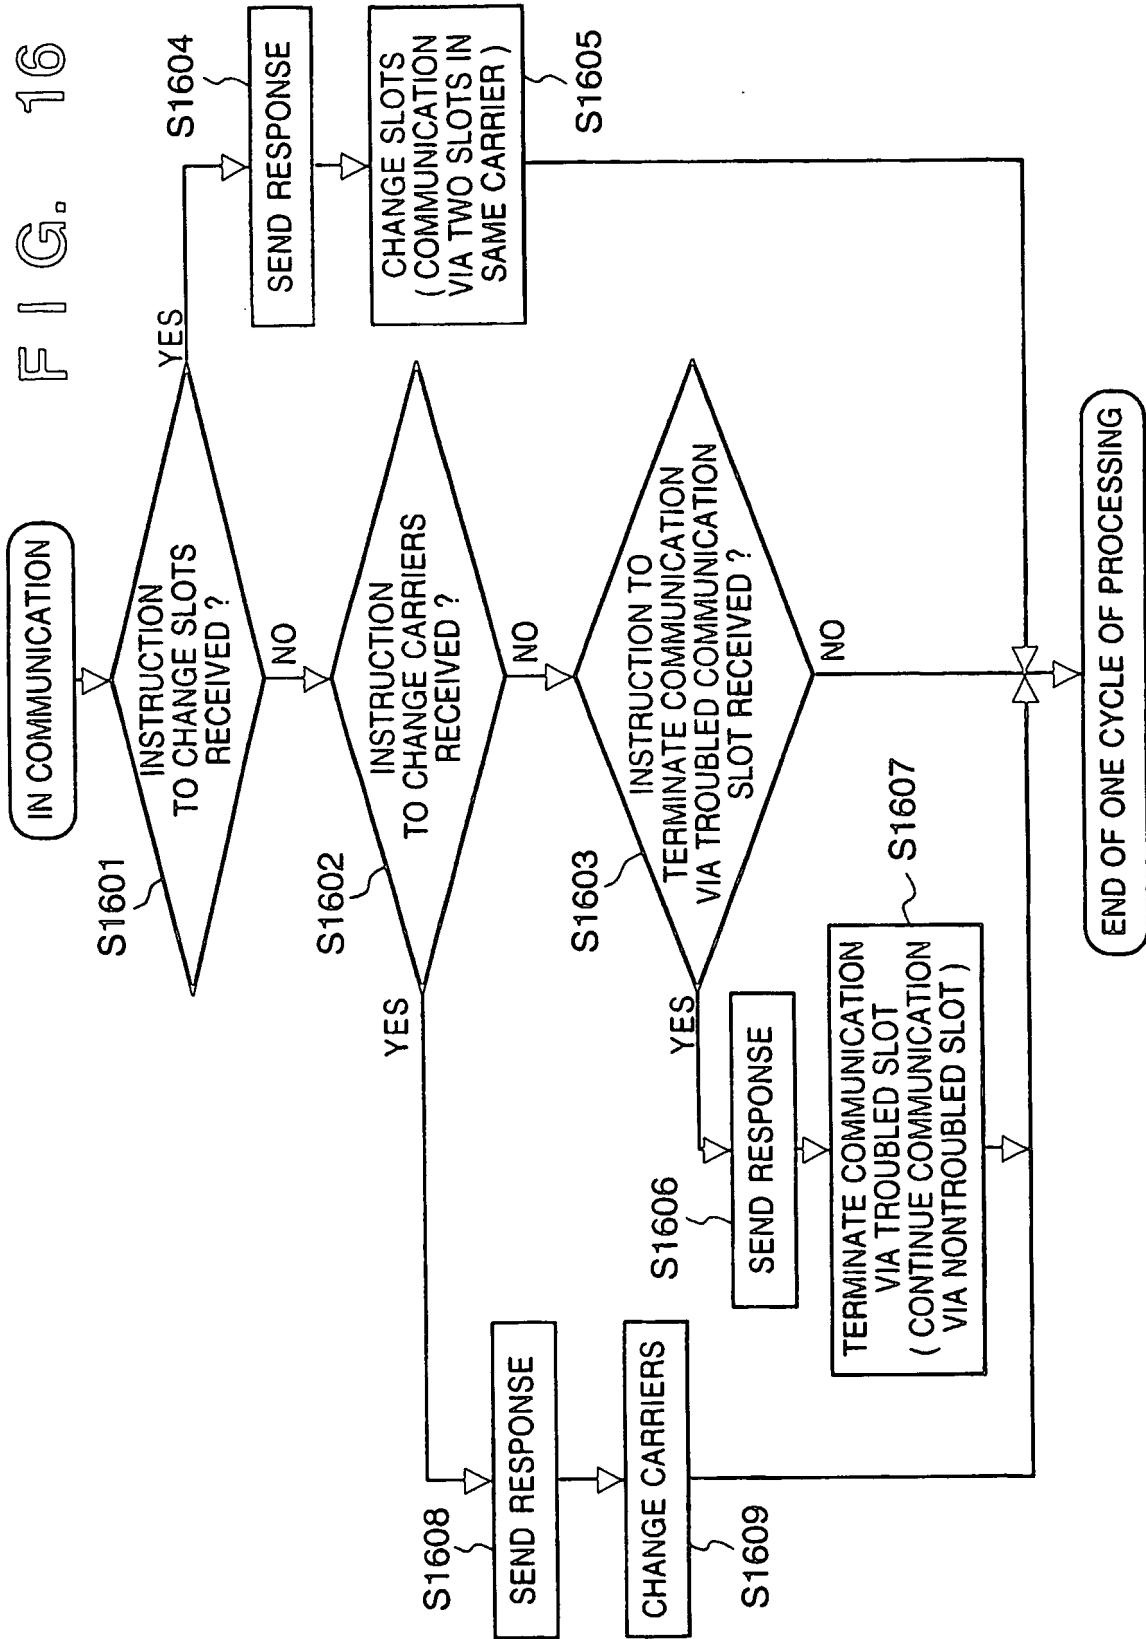 FIG. 16
IN COMMUNICATION
S1601
INSTRUCTION
TO CHANGE SLOTS
RECEIVED ?
YES
NO
S1604
SEND RESPONSE
CHANGE SLOTS
( COMMUNICATION
VIA TWO SLOTS IN
SAME CARRIER )
S1605
S1602
INSTRUCTION
TO CHANGE CARRIERS
RECEIVED ?
YES
NO
S1603
INSTRUCTION TO
TERMINATE COMMUNICATION
VIA TROUBLED COMMUNICATION
SLOT RECEIVED ?
YES
NO
S1606
SEND RESPONSE
S1607
TERMINATE COMMUNICATION
VIA TROUBLED SLOT
( CONTINUE COMMUNICATION
VIA NONTROUBLED SLOT )
S1608
SEND RESPONSE
CHANGE CARRIERS
S1609
END OF ONE CYCLE OF PROCESSING